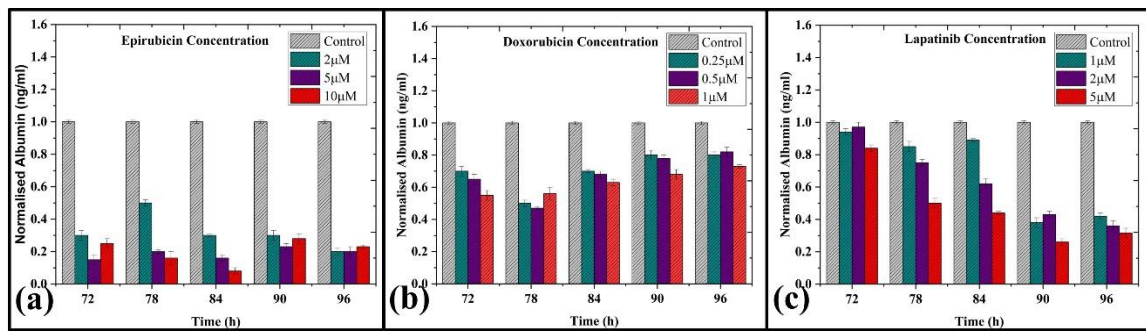 1.6
1.4
1.2
1.0
0.8
0.6
0.4
0.2
0.0
Normalised Albumin (ng/ml)
Epirubicin Concentration
Control
2μM
5μM
10μM
72 78 84 90 96
Time (h)
(a)
1.6
1.4
1.2
1.0
0.8
0.6
0.4
0.2
0.0
Normalised Albumin (ng/ml)
Doxorubicin Concentration
Control
0.25μM
0.5μM
1μM
72 78 84 90 96
Time (h)
(b)
1.6
1.4
1.2
1.0
0.8
0.6
0.4
0.2
0.0
Normalised Albumin (ng/ml)
Lapatinib Concentration
Control
1μM
2μM
5μM
72 78 84 90 96
Time (h)
(c)